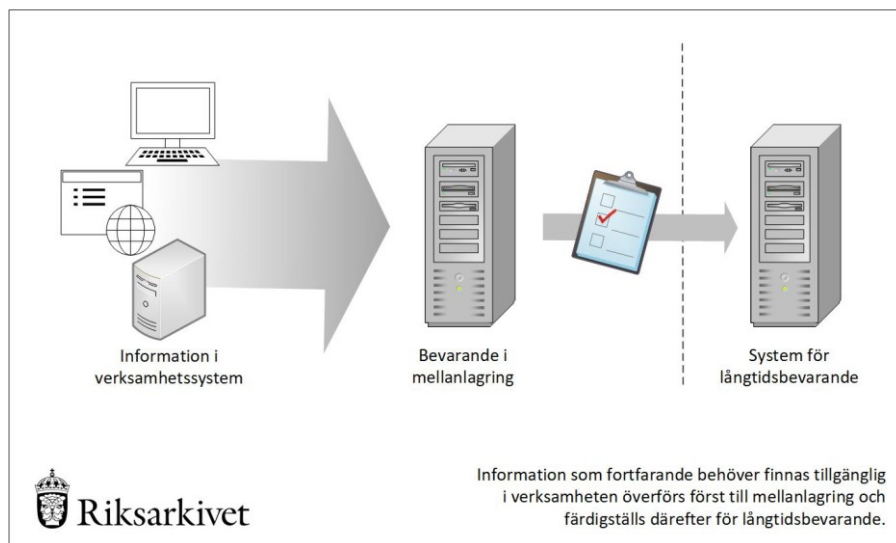 Information i
verksamhetssystem
Bevarande i
mellanlagring
System för
långtidsbevarande
Riksarkivet
Information som fortfarande behöver finnas tillgänglig
i verksamheten överförs först till mellanlagring och
färdigställs därefter för långtidsbevarande.